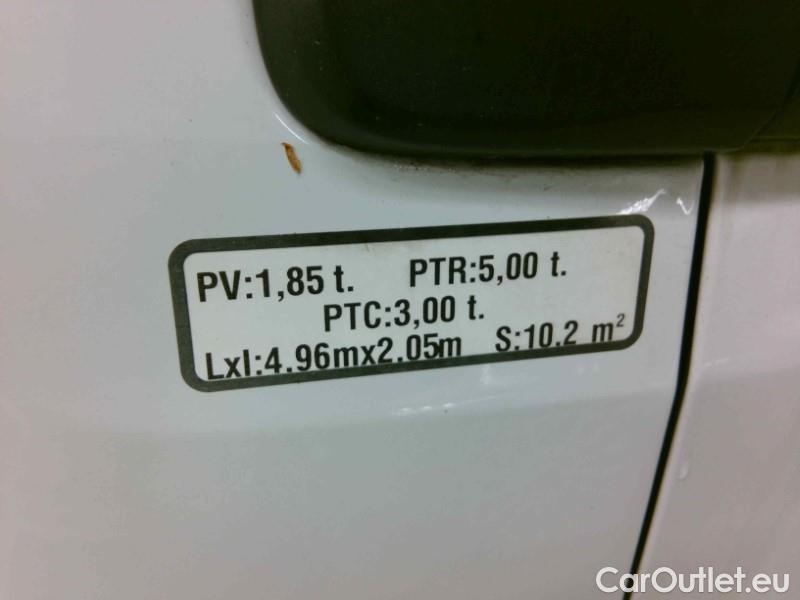 PV:1,85 t. PTR:5,00 t.
PTC:3,00 t.
Lxl:4.96mx2.05m S:10.2 m²
CarOutlet.eu